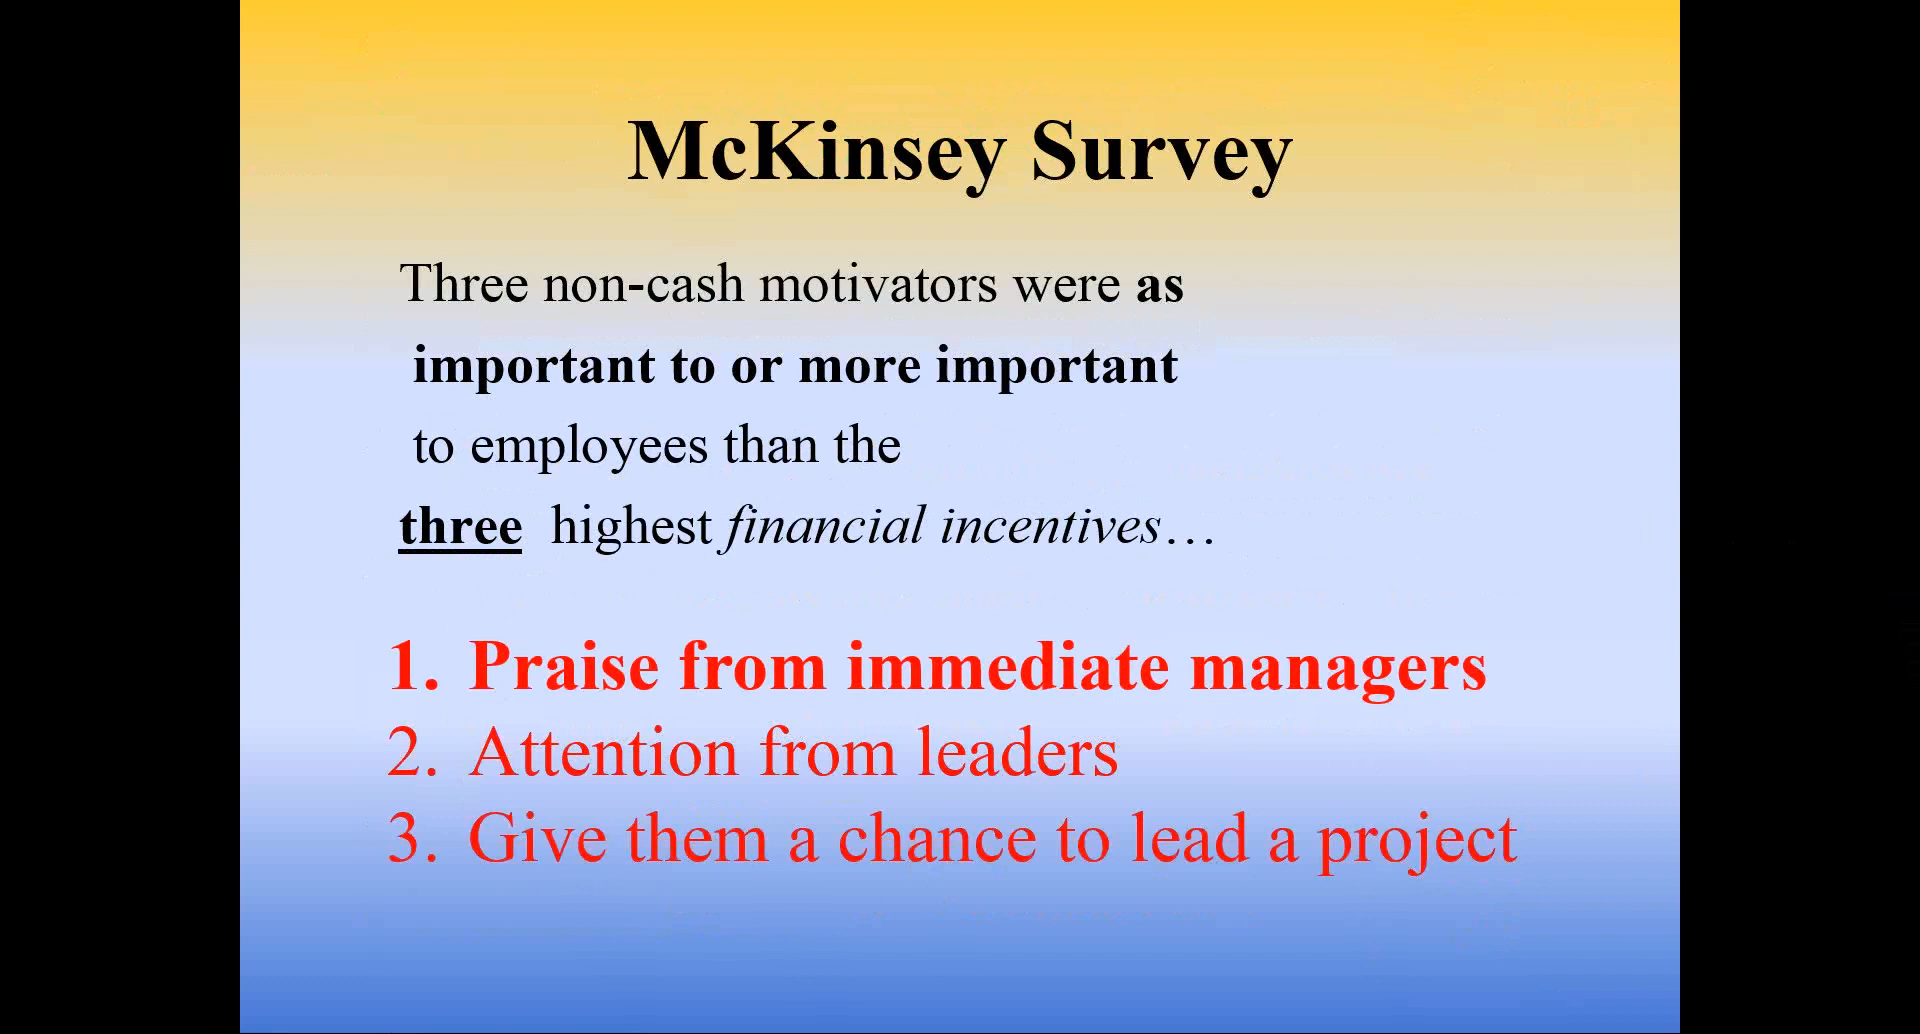 McKinsey Survey
Three non-cash motivators were as
important to or more important
to employees than the
three highest financial incentives…
1. Praise from immediate managers
2. Attention from leaders
3. Give them a chance to lead a project